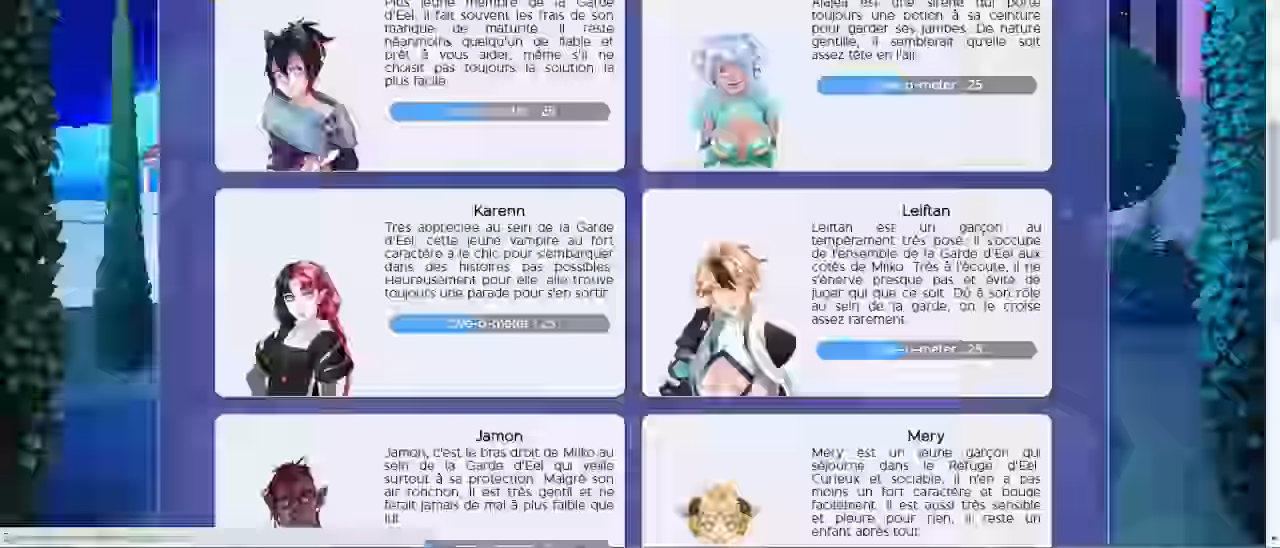 Plus jeune membre de la Garde
d'Eel, il fait souvent les frais de son
manque de maturité. Il reste
néanmoins quelqu'un de fiable et
prêt à vous aider, même s'il ne
choisit pas toujours la solution la
plus facile.
25
Alajéa est une sirène qui porte
toujours une potion à sa ceinture
pour garder ses jambes. De nature
gentille, il semblerait qu'elle soit
assez tête en l'air.
o-meter 25
Karenn
Très appréciée au sein de la Garde
d'Eel, cette jeune vampire au fort
caractère a le chic pour s'embarquer
dans des histoires pas possibles.
Heureusement pour elle, elle trouve
toujours une parade pour s'en sortir.
Love-o-meter : 25
Leiftan
Leiftan est un garçon au
tempérament très posé. Il s'occupe
de l'ensemble de la Garde d'Eel aux
côtés de Miiko. Très à l'écoute, il ne
s'énerve presque pas et évite de
juger qui que ce soit. Dû à son rôle
au sein de la garde, on le croise
assez rarement.
o-meter 25
Jamon
Jamon, c'est le bras droit de Miiko au
sein de la Garde d'Eel qui veille
surtout à sa protection. Malgré son
air ronchon, il est très gentil et ne
ferait jamais de mal à plus faible que
lui.
Mery
Mery est un jeune garçon qui
séjourne dans le Refuge d'Eel.
Curieux et sociable, il n'en a pas
moins un fort caractère et bouge
facilement. Il est aussi très sensible
et pleure pour rien, il reste un
enfant après tout.